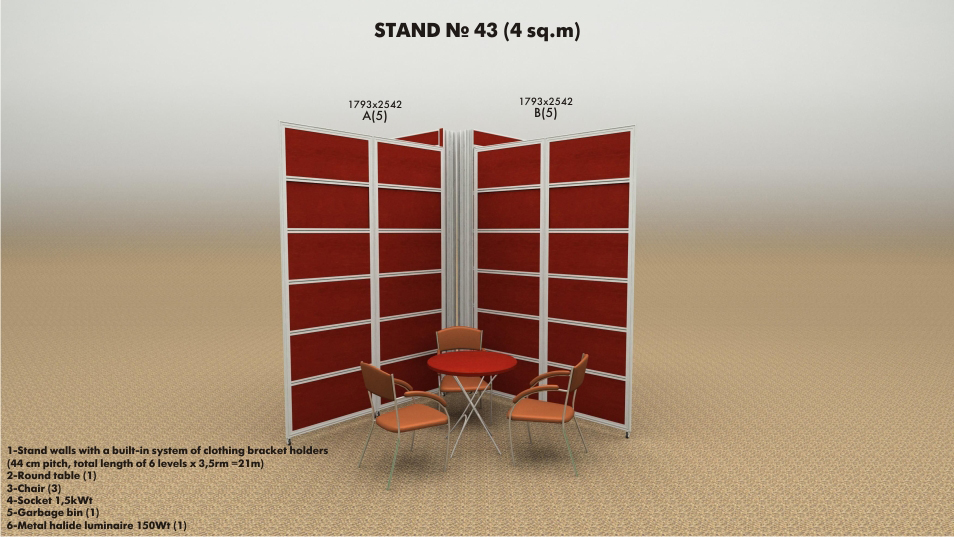 STAND № 43 (4 sq.m)
1793x2542
A(5)
1793x2542
B(5)
1-Stand walls with a built-in system of clothing bracket holders
(44 cm pitch, total length of 6 levels x 3,5rm =21m)
2-Round table (1)
3-Chair (3)
4-Socket 1,5kWt
5-Garbage bin (1)
6-Metal halide luminaire 150Wt (1)